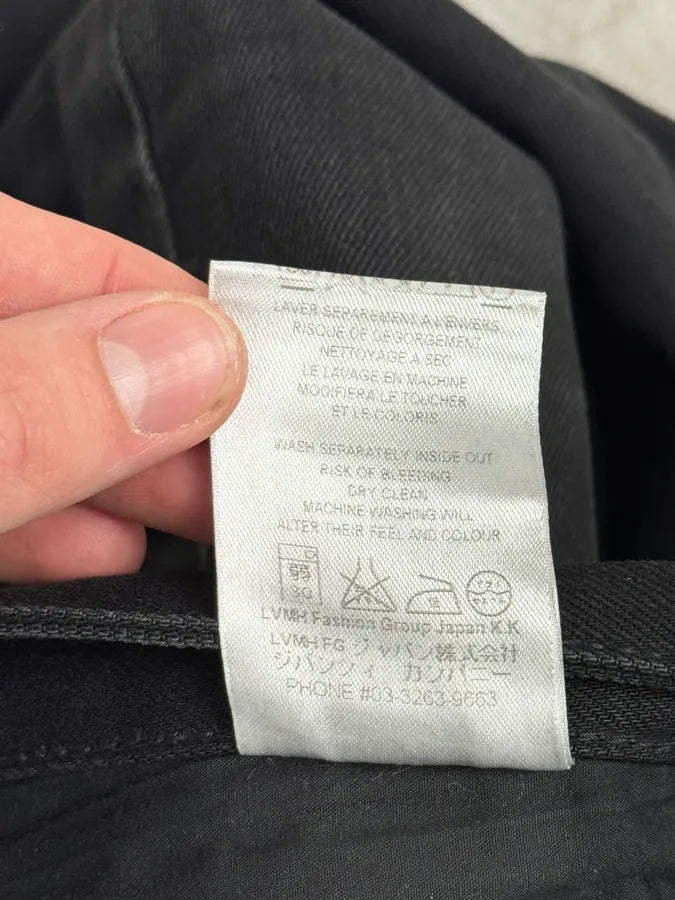 LAVER SEPAREMENT A L'ENVERS
RISQUE DE DEGORGEMENT
NETTOYAGE A SEC
LE LAVAGE EN MACHINE
MODIFIERA LE TOUCHER
ET LE COLORIS
WASH SEPARATELY INSIDE OUT
RISK OF BLEEDING
DRY CLEAN
MACHINE WASHING WILL
ALTER THEIR FEEL AND COLOUR
弱
30
LVMH Fashion Group Japan K.K
LVMH FG ジャパン株式会社
ジバンシィ カンパニー
PHONE #03-3263-9663